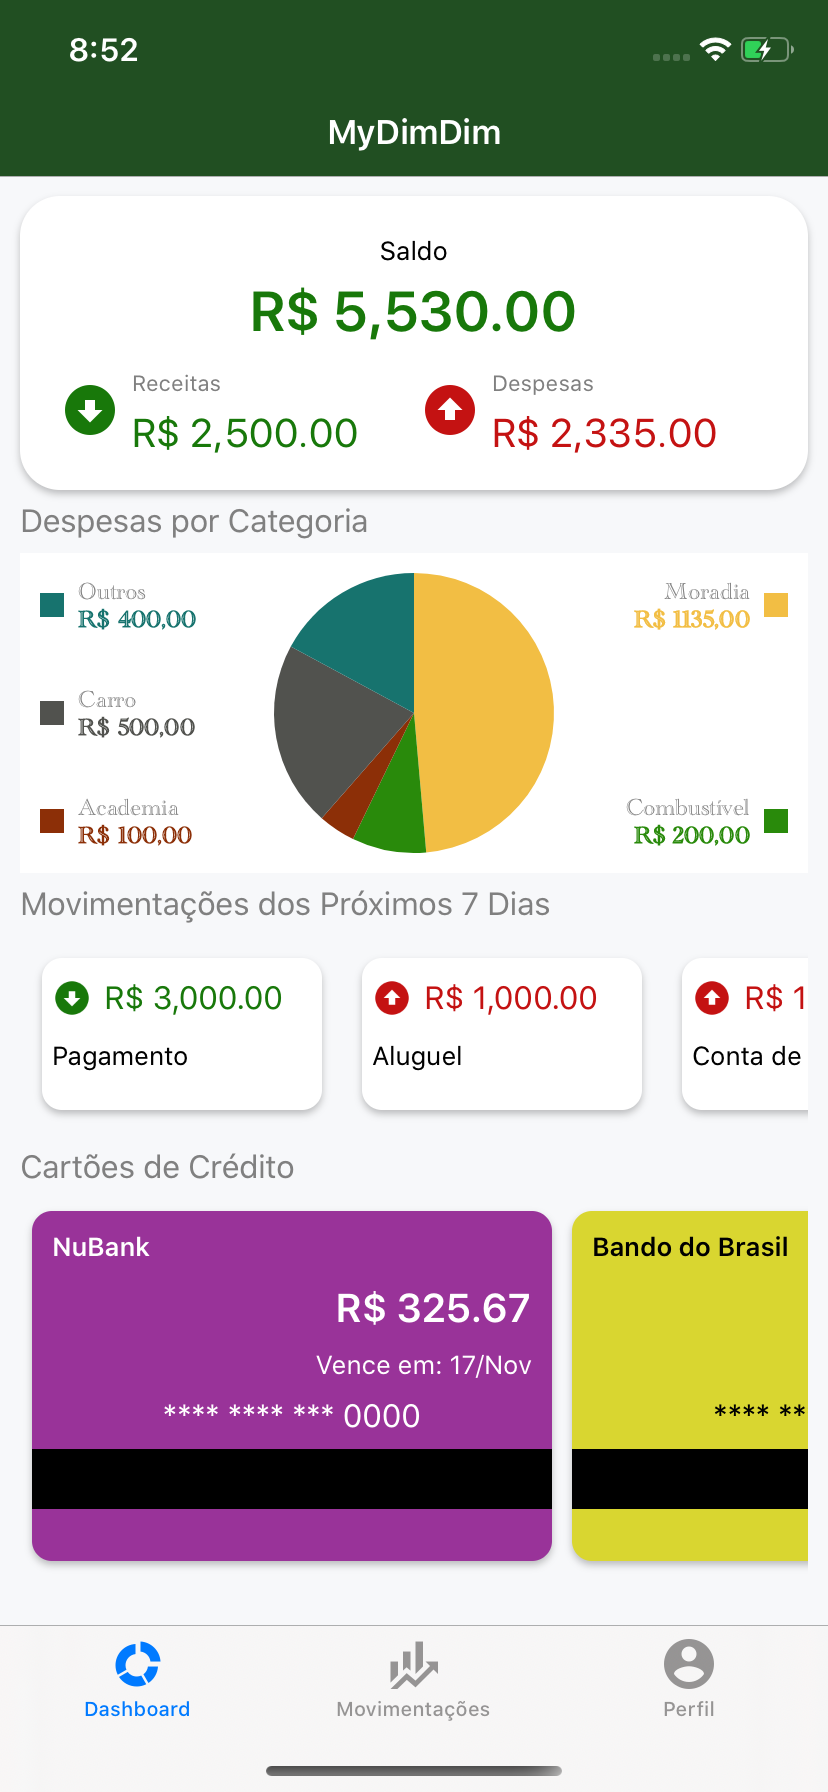 8:52
MyDimDim
Saldo
R$ 5,530.00
Receitas
R$ 2,500.00
Despesas
R$ 2,335.00
Despesas por Categoria
Outros
R$ 400,00
Carro
R$ 500,00
Academia
R$ 100,00
Moradia
R$ 1135,00
Combustível
R$ 200,00
Movimentações dos Próximos 7 Dias
R$ 3,000.00
Pagamento
R$ 1,000.00
Aluguel
R$ 1
Conta de
Cartões de Crédito
NuBank
R$ 325.67
Vence em: 17/Nov
**** **** *** 0000
Bando do Brasil
**** **
Dashboard
Movimentações
Perfil